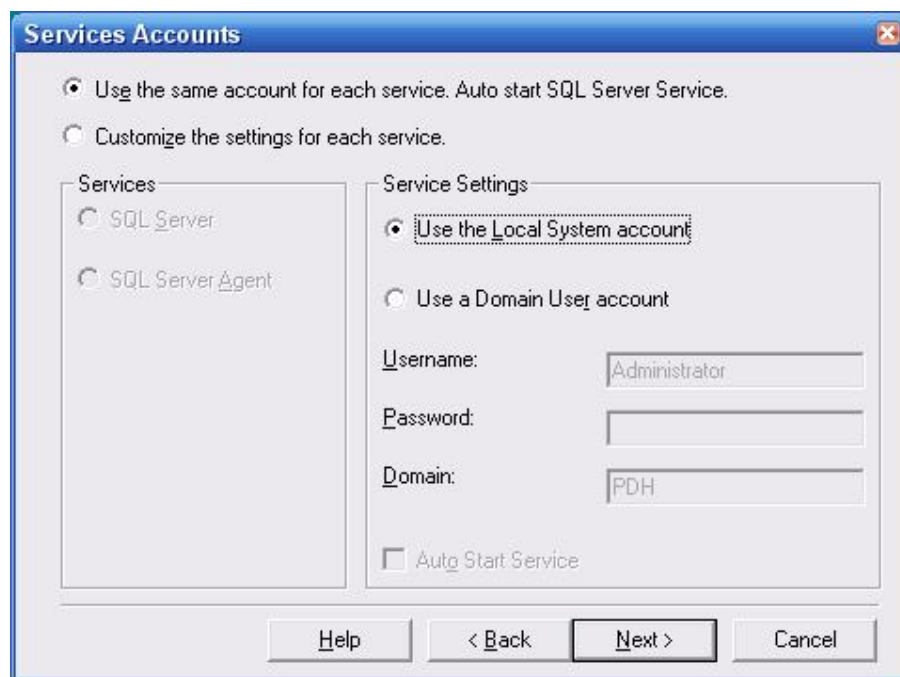 Services Accounts
Use the same account for each service. Auto start SQL Server Service.
Customize the settings for each service.
Services
SQL Server
SQL Server Agent
Service Settings
Use the Local System account
Use a Domain User account
Username:
Administrator
Password:
Domain:
PDH
Auto Start Service
Help
< Back
Next >
Cancel